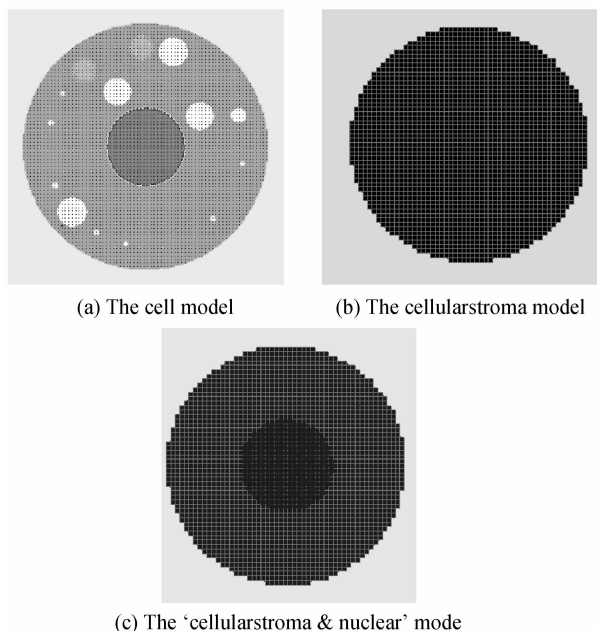 (a) The cell model
(b) The cellularstroma model
(c) The ‘cellularstroma & nuclear’ mode